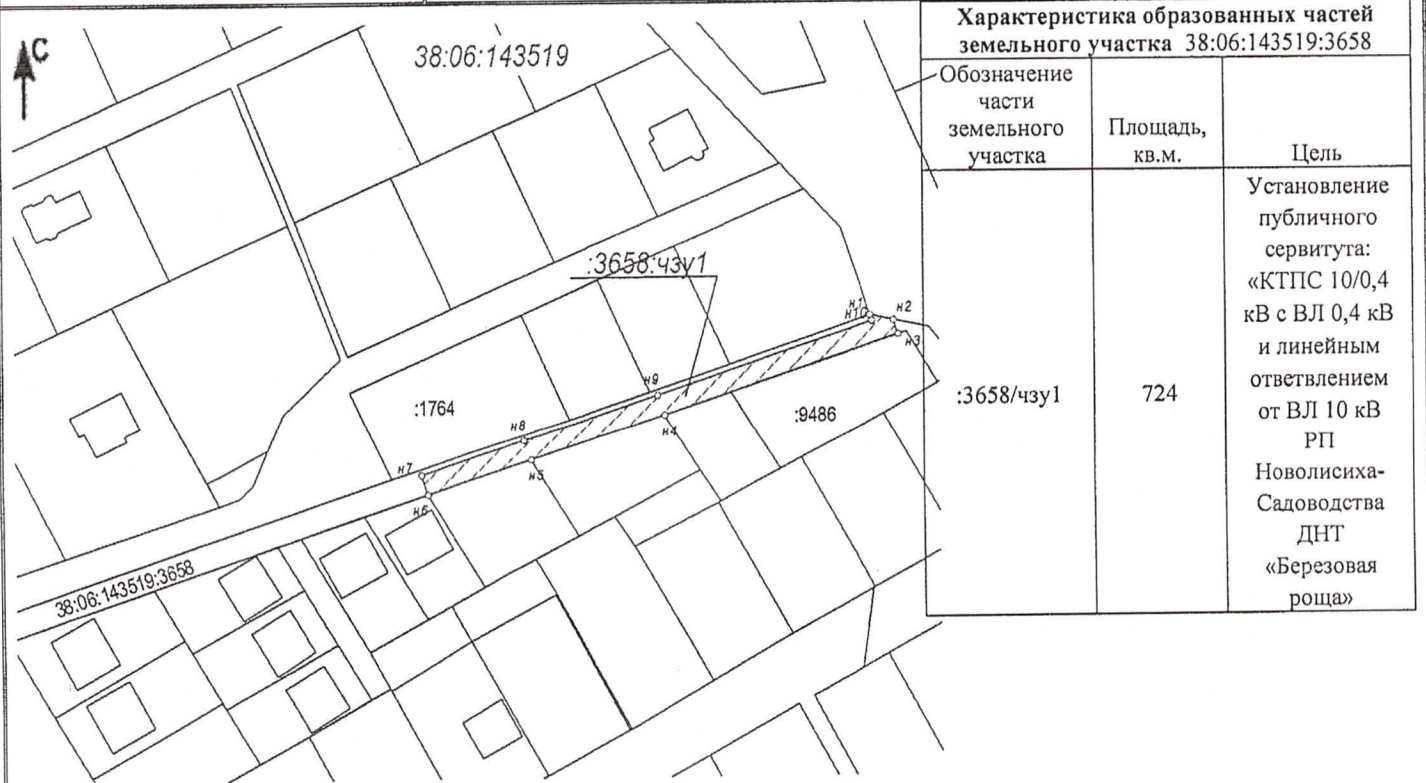 С
38:06:143519
:3658:чзу1
н1
н10
н2
н3
н9
:1764
н8
н4
:9486
н7
н5
н6
38:06:143519:3658
Характеристика образованных частей
земельного участка 38:06:143519:3658
Обозначение
части
земельного
участка
Площадь,
кв.м.
Цель
:3658/чзу1
724
Установление
публичного
сервитута:
«КТПС 10/0,4
кВ с ВЛ 0,4 кВ
и линейным
ответвлением
от ВЛ 10 кВ
РП
Новолисиха-
Садоводства
ДНТ
«Березовая
роща»